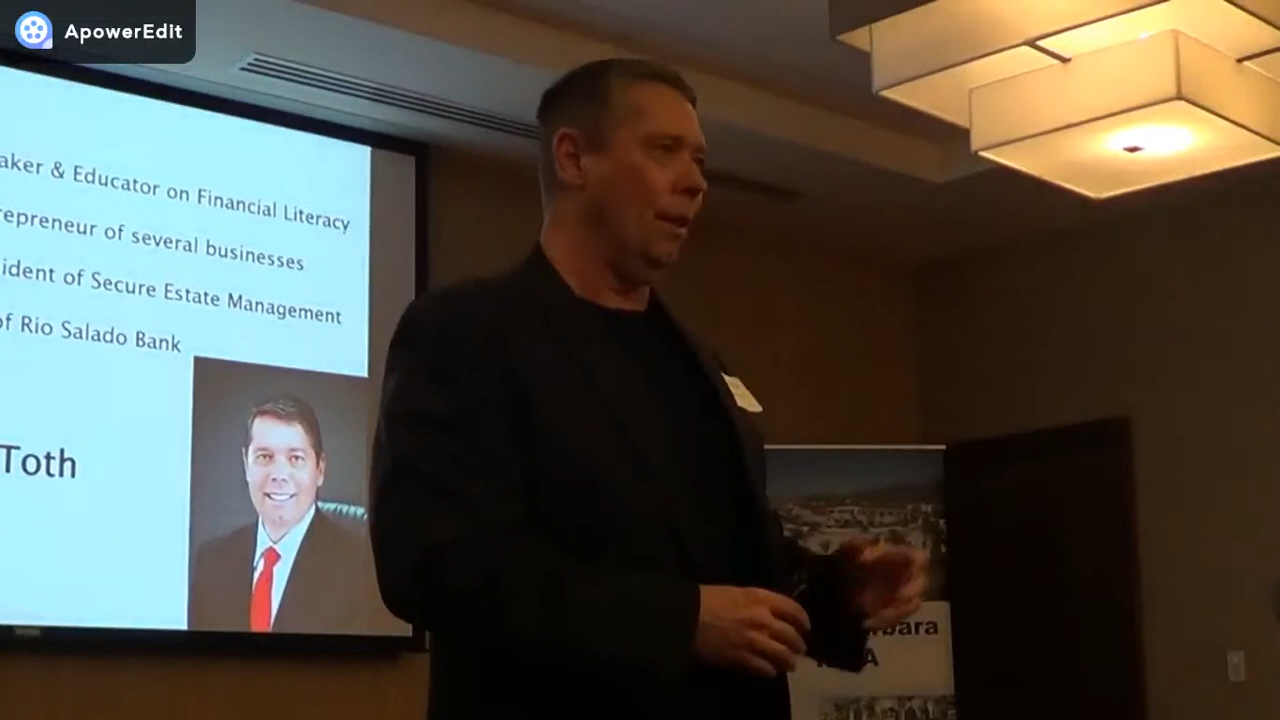 ApowerEdit
aker & Educator on Financial Literacy
repreneur of several businesses
ident of Secure Estate Management
of Rio Salado Bank
Toth
bara
A